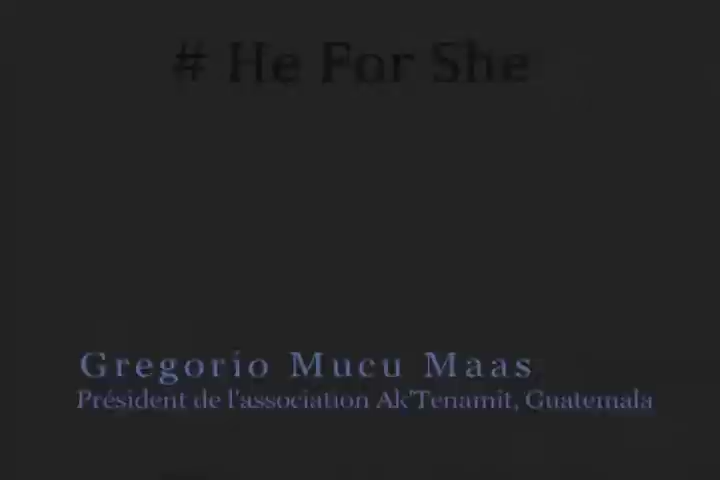 # He For She
Gregorio Mucu Maas
Président de l'association Ak'Tenamit, Guatemala